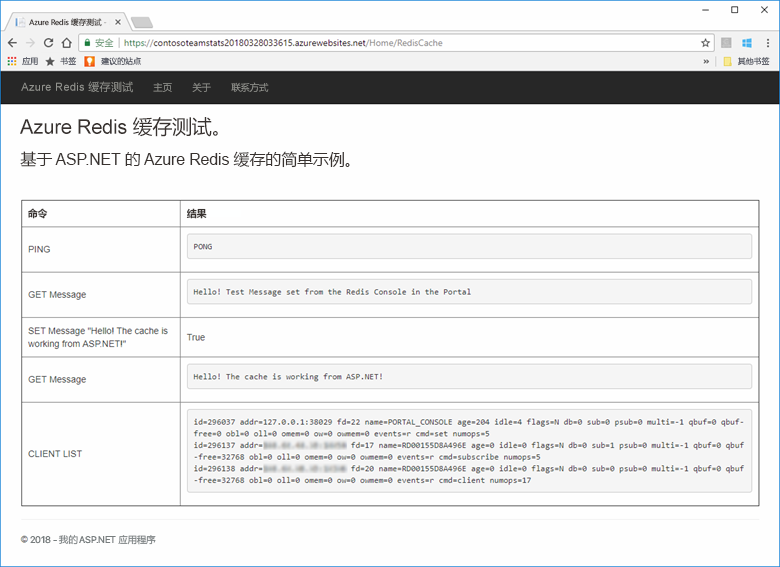 Azure Redis 缓存测试 -
安全 https://contosoteamstats20180328033615.azurewebsites.net/Home/RedisCache
应用 书签 建议的站点 » 其他书签
Azure Redis 缓存测试 主页 关于 联系方式
Azure Redis 缓存测试。
基于 ASP.NET 的 Azure Redis 缓存的简单示例。
命令 结果
PING PONG
GET Message Hello! Test Message set from the Redis Console in the Portal
SET Message "Hello! The cache is
working from ASP.NET!" True
GET Message Hello! The cache is working from ASP.NET!
CLIENT LIST
id=296037 addr=127.0.0.1:38029 fd=22 name=PORTAL_CONSOLE age=204 idle=4 flags=N db=0 sub=0 psub=0 multi=-1 qbuf=0 qbuf-
free=0 obl=0 oll=0 omem=0 ow=0 owmem=0 events=r cmd=set numops=5
id=296137 addr= fd=17 name=RD00155D8A496E age=0 idle=0 flags=N db=0 sub=1 psub=0 multi=-1 qbuf=0 qbuf
-free=32768 obl=0 oll=0 omem=0 ow=0 owmem=0 events=r cmd=subscribe numops=5
id=296138 addr= fd=20 name=RD00155D8A496E age=0 idle=0 flags=N db=0 sub=0 psub=0 multi=-1 qbuf=0 qbuf
-free=32768 obl=0 oll=0 omem=0 ow=0 owmem=0 events=r cmd=client numops=17
© 2018 - 我的 ASP.NET 应用程序